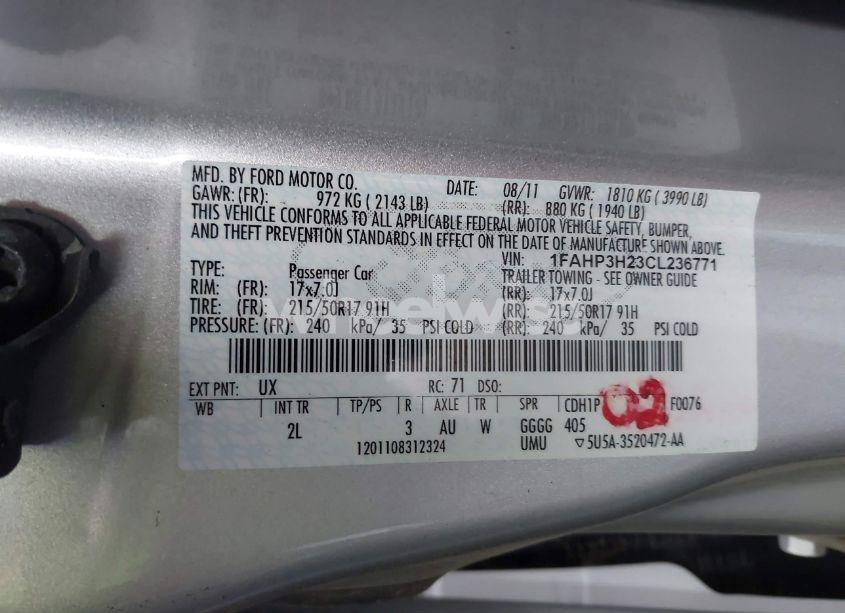 MFD. BY FORD MOTOR CO. DATE: 08/11 GVWR: 1810 KG ( 3990 LB)
GAWR: (FR): 972 KG ( 2143 LB) (RR): 880 KG ( 1940 LB)
THIS VEHICLE CONFORMS TO ALL APPLICABLE FEDERAL MOTOR VEHICLE SAFETY, BUMPER,
AND THEFT PREVENTION STANDARDS IN EFFECT ON THE DATE OF MANUFACTURE SHOWN ABOVE.
VIN: 1FAHP3H23CL236771
TYPE: Passenger Car TRAILER TOWING - SEE OWNER GUIDE
RIM: (FR): 17x7.0J (RR): 17x7.0J
TIRE: (FR): 215/50R17 91H (RR): 215/50R17 91H
PRESSURE: (FR): 240 kPa/ 35 PSI COLD (RR): 240 kPa/ 35 PSI COLD
EXT PNT: UX RC: 71 DSO:
WB INT TR TP/PS R AXLE TR SPR CDH1P 02 F0076
2L 3 AU W GGGG 405
1201108312324 UMU ▽5U5A-3520472-AA
wheelwise